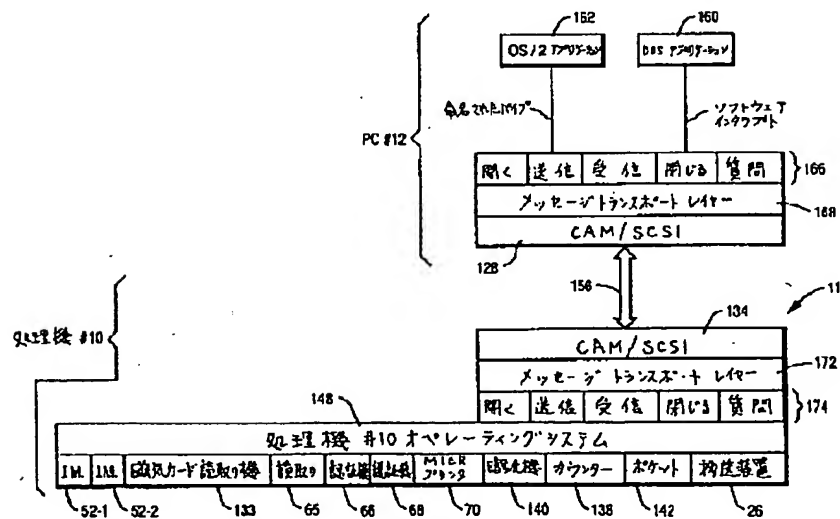 162
160
OS/2 アプリケーション
DOS アプリケーション
命名されたパイプ
ソフトウェア
インタラプト
PC #12
開く 送信 受信 閉じる 質問
166
メッセージトランスポート レイヤー
168
CAM/SCSI
128
156
11
134
処理機 #10
CAM/SCSI
172
メッセージ トランスポート レイヤー
148
開く 送信 受信 閉じる 質問
174
処理機 #10 オペレーティングシステム
磁気カード読取り機 読取り MICR プリンタ カウンター ポケット
52-1 52-2 133 65 66 68 70 140 138 142 26